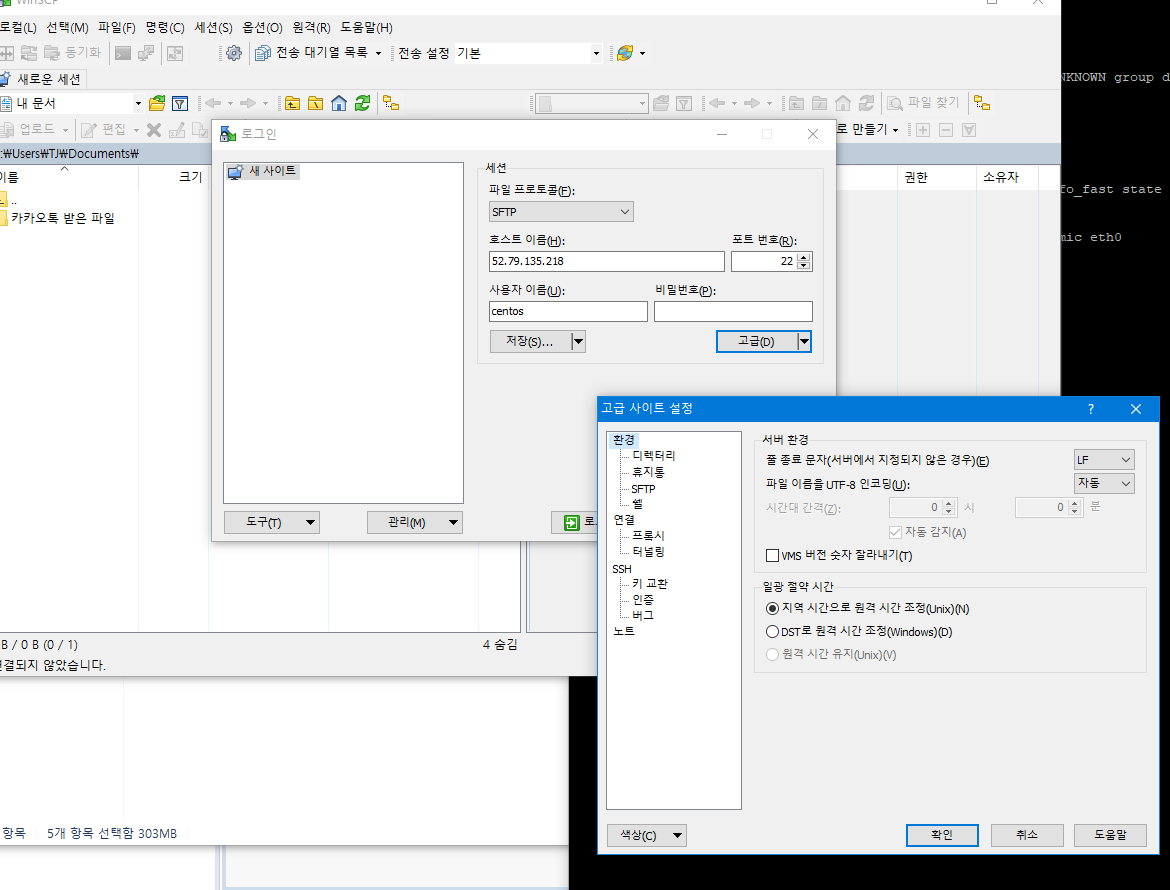 WinSCP
로컬(L) 선택(M) 파일(F) 명령(C) 세션(S) 옵션(O) 원격(R) 도움말(H)
동기화 전송 대기열 목록 전송 설정 기본
새로운 세션
내 문서 파일 찾기
업로드 편집 로 만들기
:₩Users₩TJ₩Documents₩
이름 크기 권한 소유자
..
카카오톡 받은 파일
로그인
새 사이트
세션
파일 프로토콜(F):
SFTP
호스트 이름(H): 포트 번호(R):
52.79.135.218 22
사용자 이름(U): 비밀번호(P):
centos
저장(S)... 고급(D)
도구(T) 관리(M) 로
NKNOWN group d
fo_fast state
mic eth0
고급 사이트 설정 ?
환경
디렉터리
휴지통
SFTP
쉘
연결
프록시
터널링
SSH
키 교환
인증
버그
노트
서버 환경
풀 종료 문자(서버에서 지정되지 않은 경우)(E) LF
파일 이름을 UTF-8 인코딩(U): 자동
시간대 간격(Z): 0 시 0 분
자동 감지(A)
VMS 버전 숫자 잘라내기(T)
일광 절약 시간
지역 시간으로 원격 시간 조정(Unix)(N)
DST로 원격 시간 조정(Windows)(D)
원격 시간 유지(Unix)(V)
색상(C) 확인 취소 도움말
B / 0 B (0 / 1) 4 숨김
연결되지 않았습니다.
항목 5개 항목 선택함 303MB